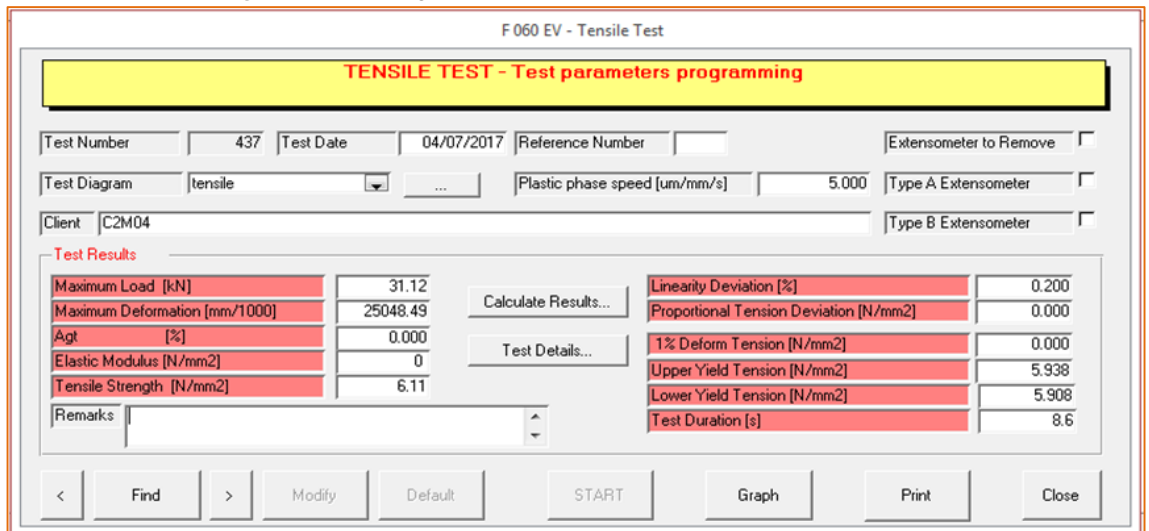 F 060 EV - Tensile Test
TENSILE TEST - Test parameters programming
Test Number 437 Test Date 04/07/2017 Reference Number Extensometer to Remove
Test Diagram tensile ... Plastic phase speed [um/mm/s] 5.000 Type A Extensometer
Client C2M04 Type B Extensometer
Test Results
Maximum Load [kN] 31.12 Calculate Results... Linearity Deviation [%] 0.200
Maximum Deformation [mm/1000] 25048.49 Proportional Tension Deviation [N/mm2] 0.000
Agt [%] 0.000 Test Details... 1% Deform Tension [N/mm2] 0.000
Elastic Modulus [N/mm2] 0 Upper Yield Tension [N/mm2] 5.938
Tensile Strength [N/mm2] 6.11 Lower Yield Tension [N/mm2] 5.908
Remarks Test Duration [s] 8.6
< Find > Modify Default START Graph Print Close